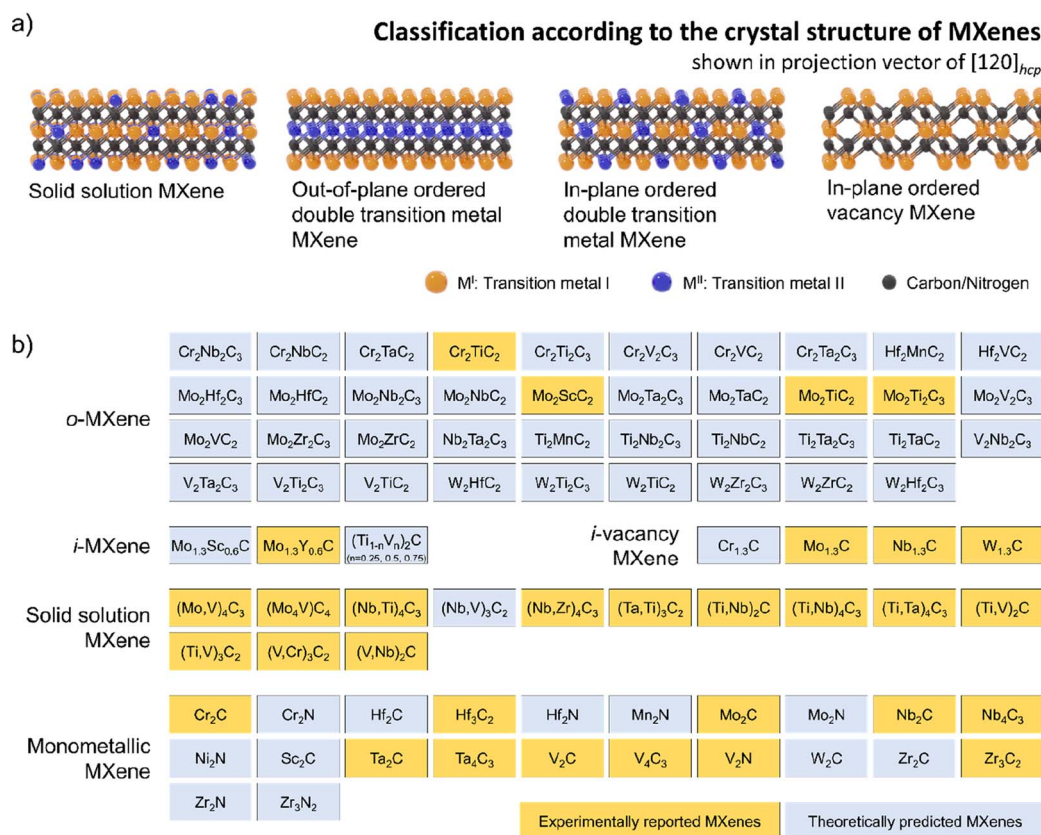 a)
Classification according to the crystal structure of MXenes
shown in projection vector of [120]hcp
Solid solution MXene
Out-of-plane ordered
double transition metal
MXene
In-plane ordered
double transition
metal MXene
In-plane ordered
vacancy MXene
Mᴵ: Transition metal I
Mᴵᴵ: Transition metal II
Carbon/Nitrogen
b)
o-MXene
Cr₂Nb₂C₃ Cr₂NbC₂ Cr₂TaC₂ Cr₂TiC₂ Cr₂Ti₂C₃ Cr₂V₂C₃ Cr₂VC₂ Cr₂Ta₂C₃ Hf₂MnC₂ Hf₂VC₂
Mo₂Hf₂C₃ Mo₂HfC₂ Mo₂Nb₂C₃ Mo₂NbC₂ Mo₂ScC₂ Mo₂Ta₂C₃ Mo₂TaC₂ Mo₂TiC₂ Mo₂Ti₂C₃ Mo₂V₂C₃
Mo₂VC₂ Mo₂Zr₂C₃ Mo₂ZrC₂ Nb₂Ta₂C₃ Ti₂MnC₂ Ti₂Nb₂C₃ Ti₂NbC₂ Ti₂Ta₂C₃ Ti₂TaC₂ V₂Nb₂C₃
V₂Ta₂C₃ V₂Ti₂C₃ V₂TiC₂ W₂HfC₂ W₂Ti₂C₃ W₂TiC₂ W₂Zr₂C₃ W₂ZrC₂ W₂Hf₂C₃
i-MXene
Mo₁.₃Sc₀.₆C Mo₁.₃Y₀.₆C (Ti₁₋ₙVₙ)₂C
(n=0.25, 0.5, 0.75)
i-vacancy
MXene
Cr₁.₃C Mo₁.₃C Nb₁.₃C W₁.₃C
Solid solution
MXene
(Mo,V)₄C₃ (Mo₄V)C₄ (Nb,Ti)₄C₃ (Nb,V)₃C₂ (Nb,Zr)₄C₃ (Ta,Ti)₃C₂ (Ti,Nb)₂C (Ti,Nb)₄C₃ (Ti,Ta)₄C₃ (Ti,V)₂C
(Ti,V)₃C₂ (V,Cr)₃C₂ (V,Nb)₂C
Monometallic
MXene
Cr₂C Cr₂N Hf₂C Hf₃C₂ Hf₂N Mn₂N Mo₂C Mo₂N Nb₂C Nb₄C₃
Ni₂N Sc₂C Ta₂C Ta₄C₃ V₂C V₄C₃ V₂N W₂C Zr₂C Zr₃C₂
Zr₂N Zr₃N₂
Experimentally reported MXenes
Theoretically predicted MXenes